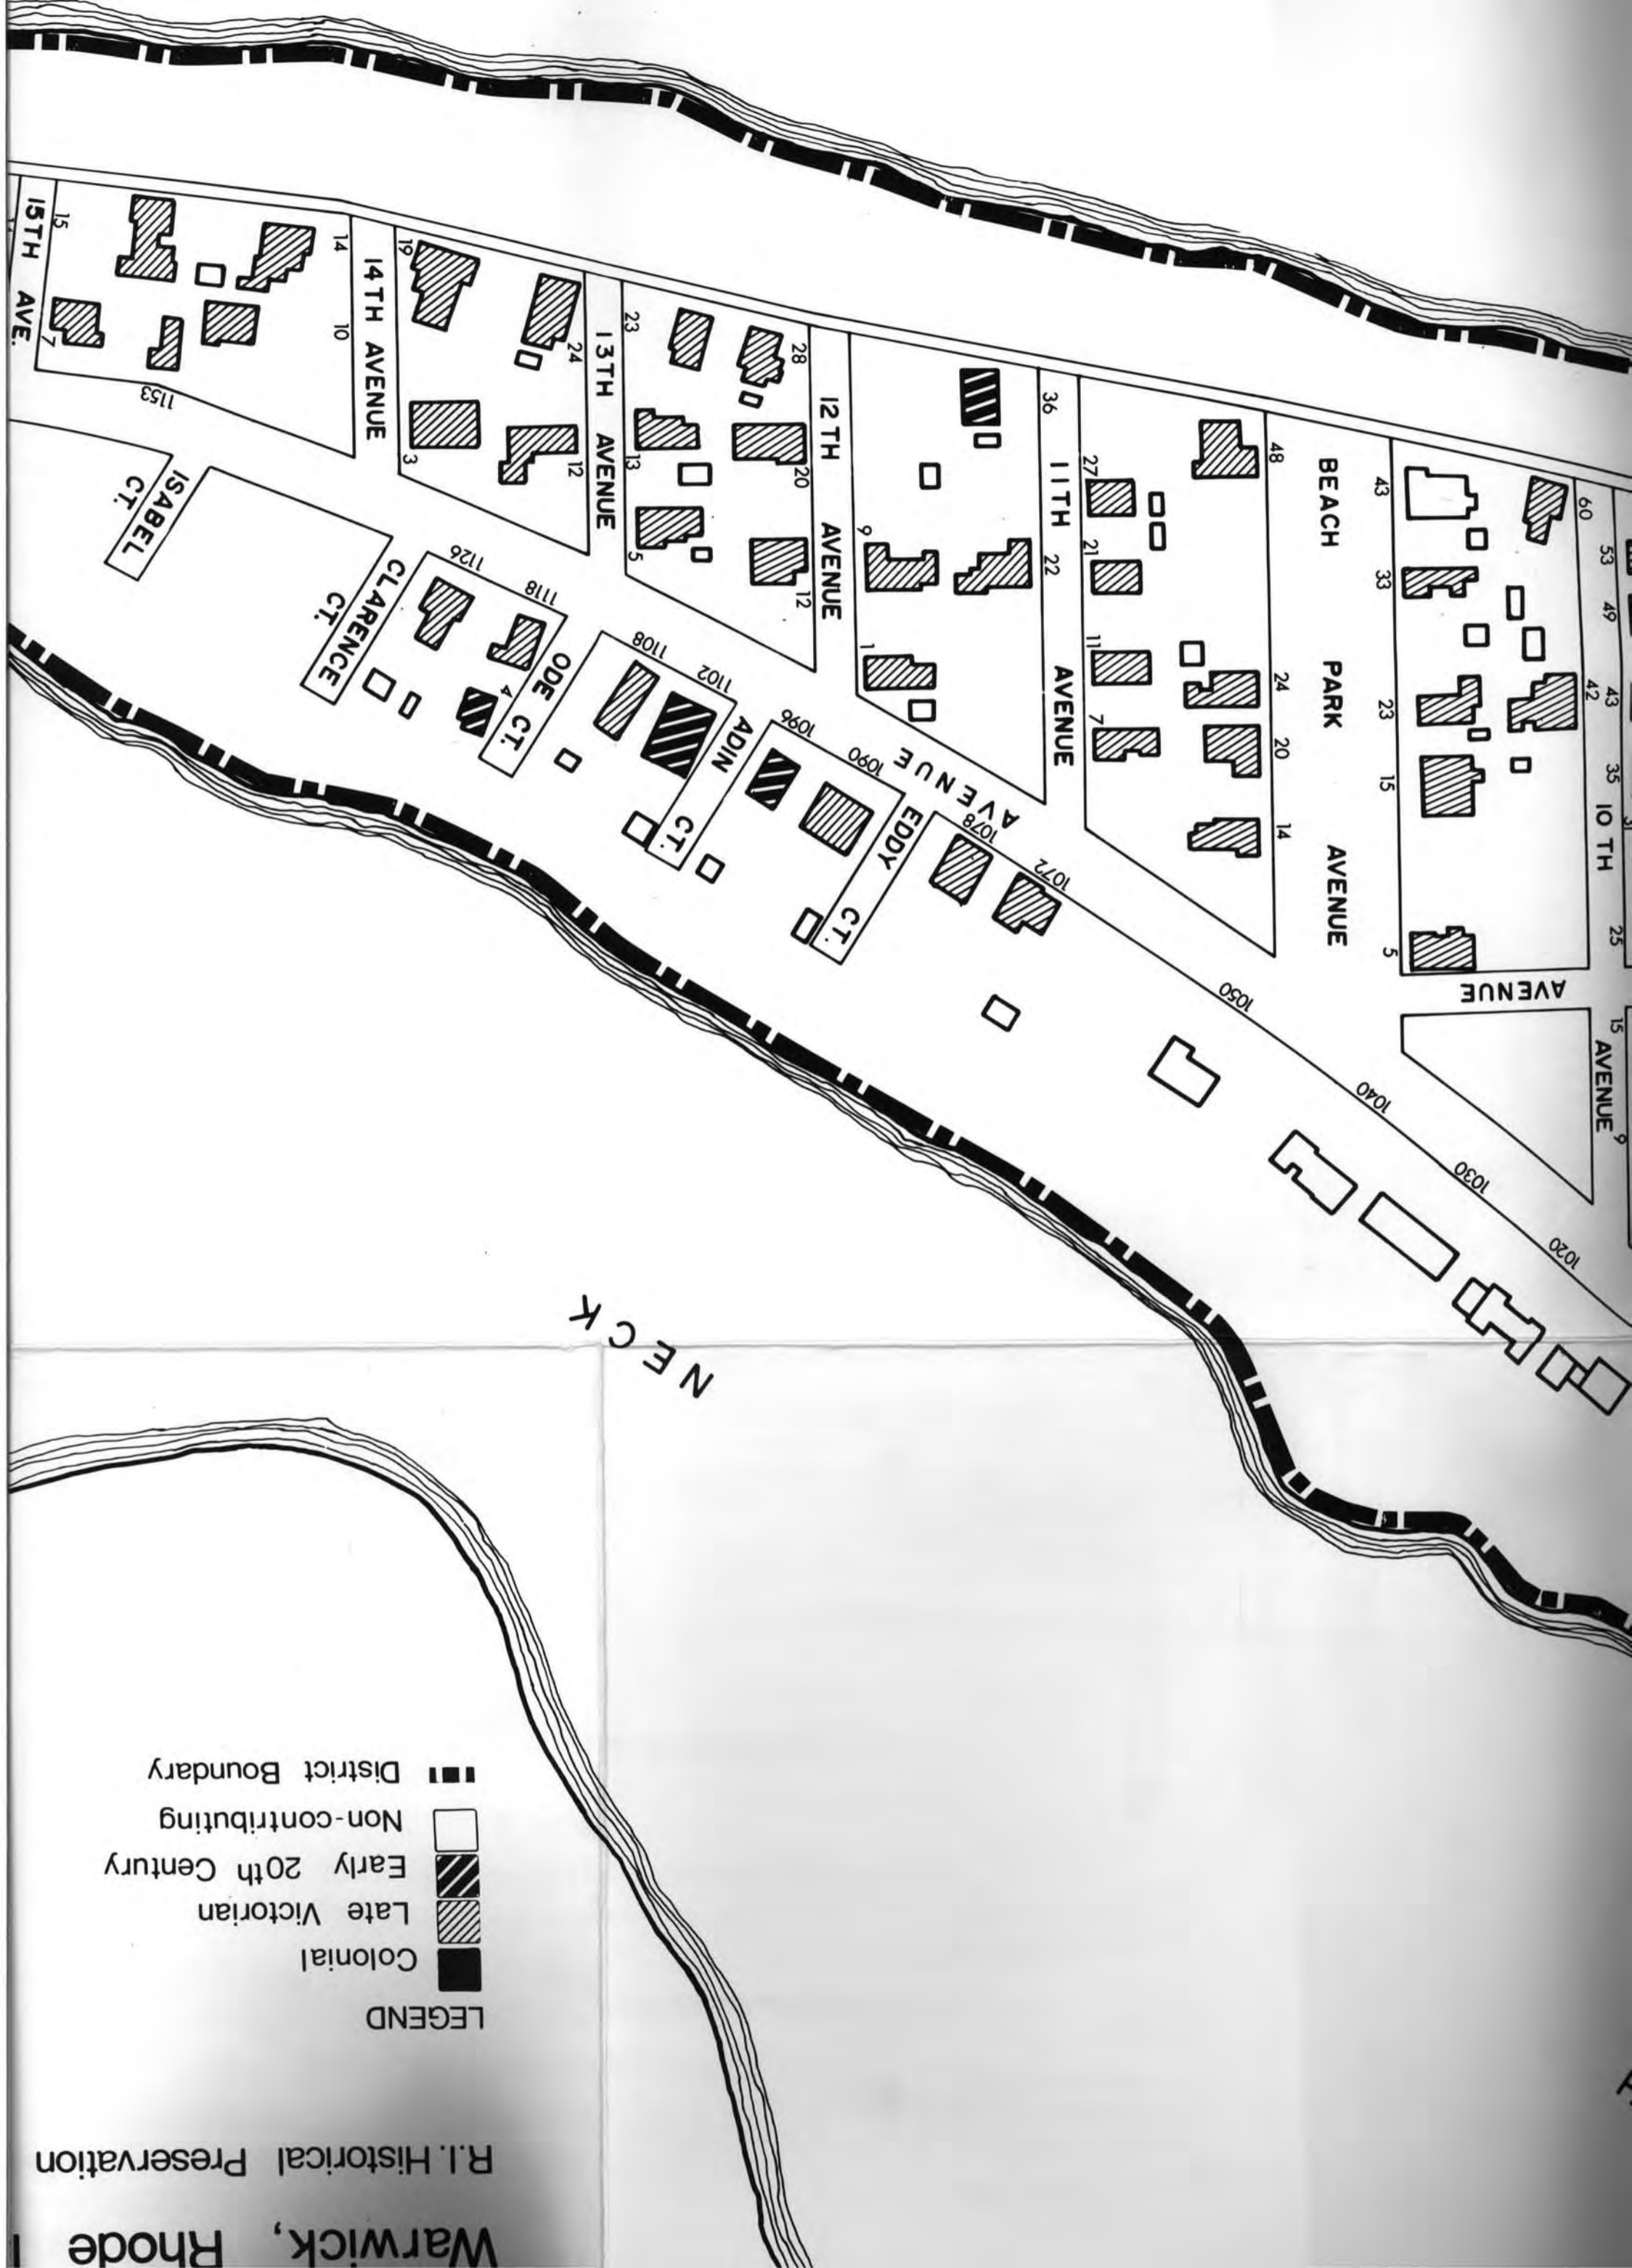 15TH AVE.
15
7
1153
14
10
14TH AVENUE
19
3
24
12
13TH AVENUE
23
13
5
28
20
12
12TH AVENUE
9
1
36
22
11TH AVENUE
27
21
11
7
48
24
20
14
BEACH PARK AVENUE
43
33
23
15
5
60
42
53
49
43
35
25
15
9
10TH AVENUE
AVENUE
ISABEL CT.
CLARENCE CT.
1126
1118
4
ODE CT.
1108
1102
ADIN CT.
1096
1090
EDDY CT.
1078
1072
AVENUE
1050
1040
1030
1020
NECK
Warwick, Rhode
R.I. Historical Preservation
LEGEND
Colonial
Late Victorian
Early 20th Century
Non-contributing
District Boundary